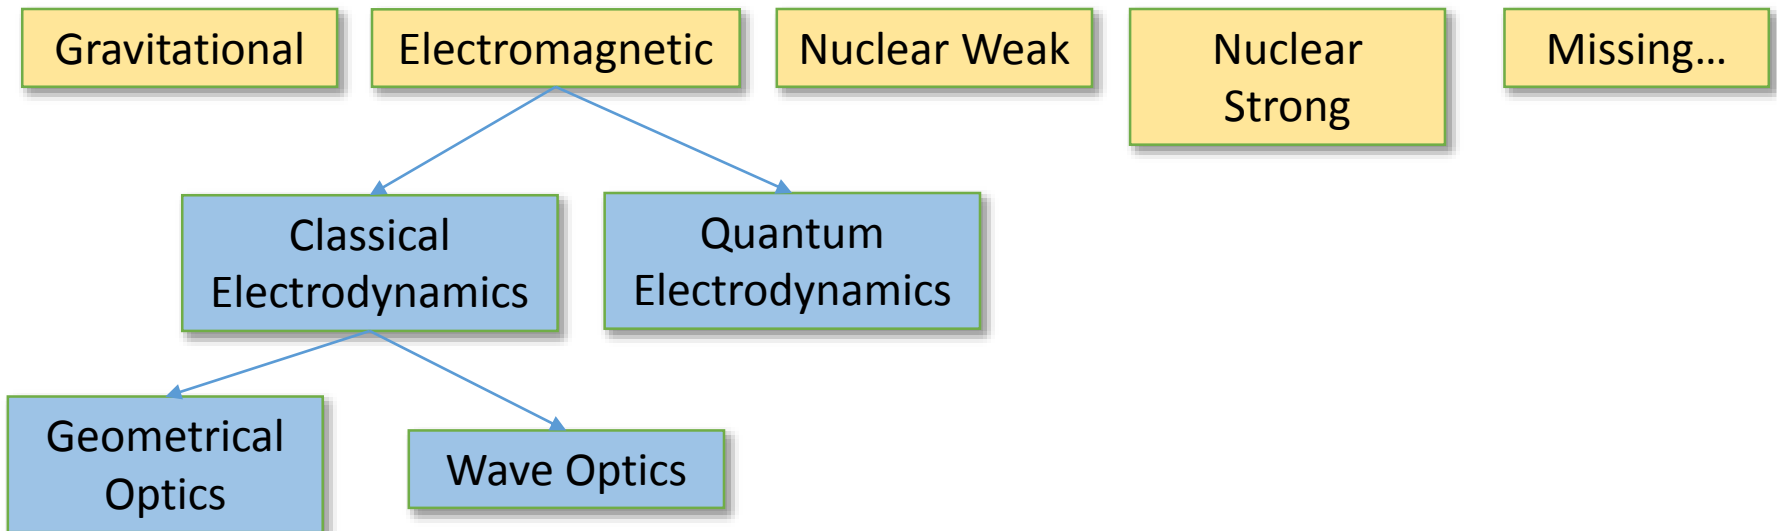 Gravitational
Electromagnetic
Nuclear Weak
Nuclear
Strong
Missing...
Classical
Electrodynamics
Quantum
Electrodynamics
Geometrical
Optics
Wave Optics